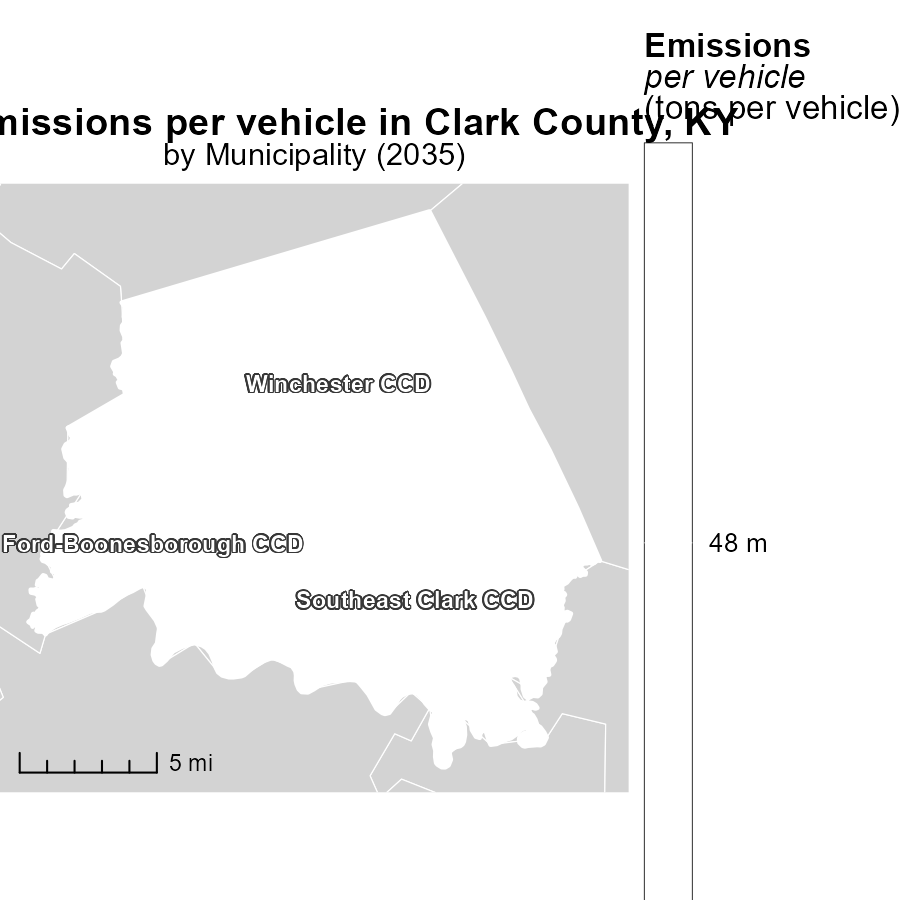 Emissions
per vehicle
(tons per vehicle)
missions per vehicle in Clark County, KY
by Municipality (2035)
Winchester CCD
Ford-Boonesborough CCD
48 m
Southeast Clark CCD
5 mi